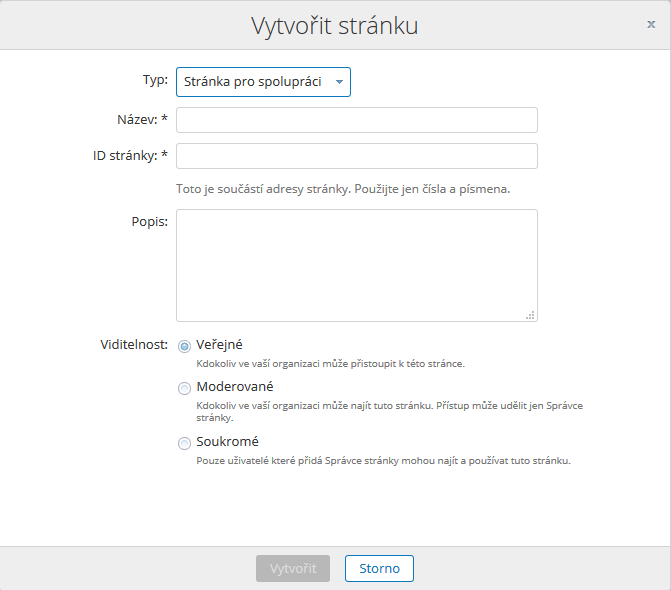 Vytvořit stránku
x
Typ: Stránka pro spolupráci
Název: *
ID stránky: *
Toto je součástí adresy stránky. Použijte jen čísla a písmena.
Popis:
Viditelnost: Veřejné
Kdokoliv ve vaší organizaci může přistoupit k této stránce.
Moderované
Kdokoliv ve vaší organizaci může najít tuto stránku. Přístup může udělit jen Správce
stránky.
Soukromé
Pouze uživatelé které přidá Správce stránky mohou najít a používat tuto stránku.
Vytvořit Storno